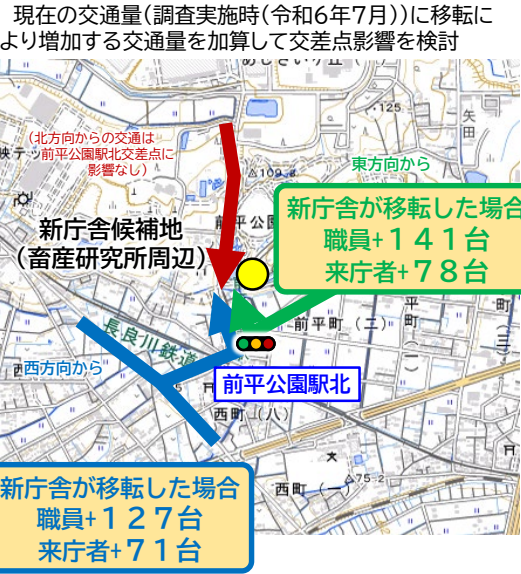 現在の交通量(調査実施時(令和6年7月))に移転に
より増加する交通量を加算して交差点影響を検討
(北方向からの交通は
前平公園駅北交差点に
影響なし)
東方向から
新庁舎が移転した場合
職員+141台
来庁者+78台
新庁舎候補地
(畜産研究所周辺)
長良川鉄道
前平町(三)
西方向から
前平公園駅北
西町(八)
西町(一)
75.2
125
矢
田
新庁舎が移転した場合
職員+127台
来庁者+71台